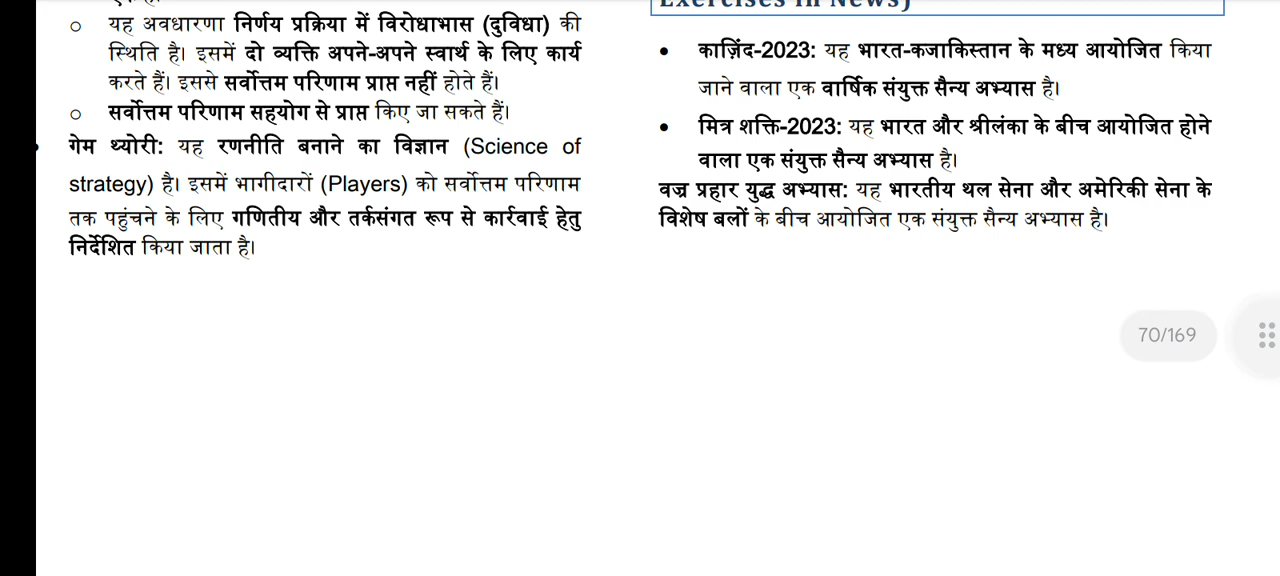 यह अवधारणा निर्णय प्रक्रिया में विरोधाभास (दुविधा) की
स्थिति है। इसमें दो व्यक्ति अपने-अपने स्वार्थ के लिए कार्य
करते हैं। इससे सर्वोत्तम परिणाम प्राप्त नहीं होते हैं।
सर्वोत्तम परिणाम सहयोग से प्राप्त किए जा सकते हैं।
गेम थ्योरी: यह रणनीति बनाने का विज्ञान (Science of
strategy) है। इसमें भागीदारों (Players) को सर्वोत्तम परिणाम
तक पहुंचने के लिए गणितीय और तर्कसंगत रूप से कार्रवाई हेतु
निर्देशित किया जाता है।
Exercises in News)
काज़िंद-2023: यह भारत-कजाकिस्तान के मध्य आयोजित किया
जाने वाला एक वार्षिक संयुक्त सैन्य अभ्यास है।
मित्र शक्ति-2023: यह भारत और श्रीलंका के बीच आयोजित होने
वाला एक संयुक्त सैन्य अभ्यास है।
वज्र प्रहार युद्ध अभ्यास: यह भारतीय थल सेना और अमेरिकी सेना के
विशेष बलों के बीच आयोजित एक संयुक्त सैन्य अभ्यास है।
70/169